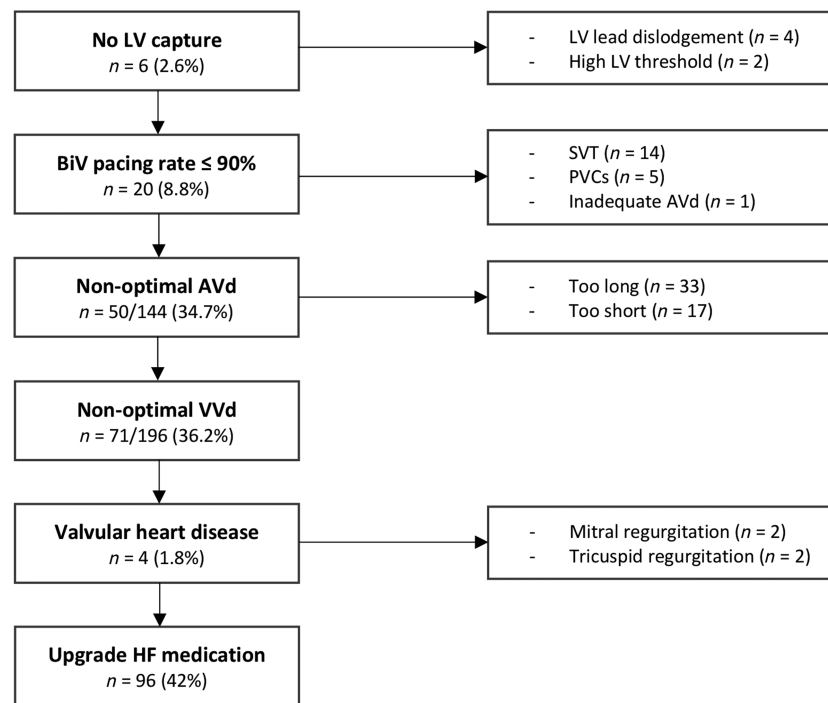 No LV capture
n = 6 (2.6%)
- LV lead dislodgement (n = 4)
- High LV threshold (n = 2)
BiV pacing rate ≤ 90%
n = 20 (8.8%)
- SVT (n = 14)
- PVCs (n = 5)
- Inadequate AVd (n = 1)
Non-optimal AVd
n = 50/144 (34.7%)
- Too long (n = 33)
- Too short (n = 17)
Non-optimal VVd
n = 71/196 (36.2%)
Valvular heart disease
n = 4 (1.8%)
- Mitral regurgitation (n = 2)
- Tricuspid regurgitation (n = 2)
Upgrade HF medication
n = 96 (42%)